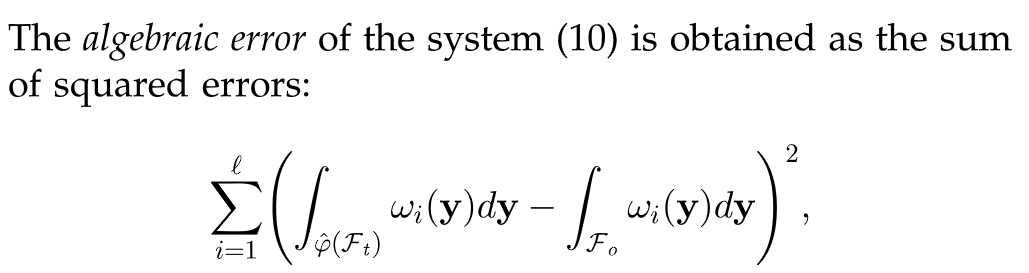 The algebraic error of the system (10) is obtained as the sum
of squared errors:
\sum_{i=1}^{\ell} \left( \int_{\hat{\varphi}(\mathcal{F}_t)} \omega_i(\mathbf{y}) d\mathbf{y} - \int_{\mathcal{F}_o} \omega_i(\mathbf{y}) d\mathbf{y} \right)^2,